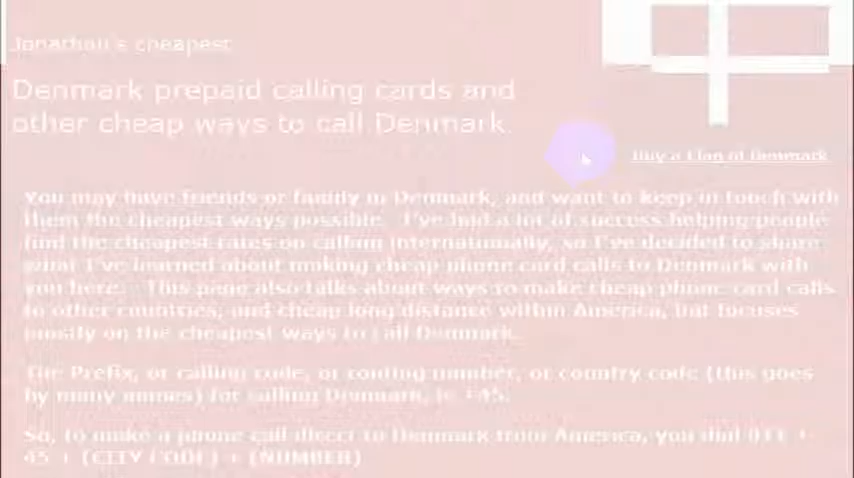 Jonathon's cheapest
Denmark prepaid calling cards and
other cheap ways to call Denmark.
Buy a Flag of Denmark
You may have friends or family in Denmark, and want to keep in touch with
them the cheapest ways possible. I've had a lot of success helping people
find the cheapest rates on calling internationally, so I've decided to share
what I've learned about making cheap phone card calls to Denmark with
you here. This page also talks about ways to make cheap phone card calls
to other countries, and cheap long distance within America, but focuses
mostly on the cheapest ways to call Denmark.
The Prefix, or calling code, or routing number, or country code (this goes
by many names) for calling Denmark, is +45.
So, to make a phone call direct to Denmark from America, you dial 011 +
45 + (CITY CODE) + (NUMBER)